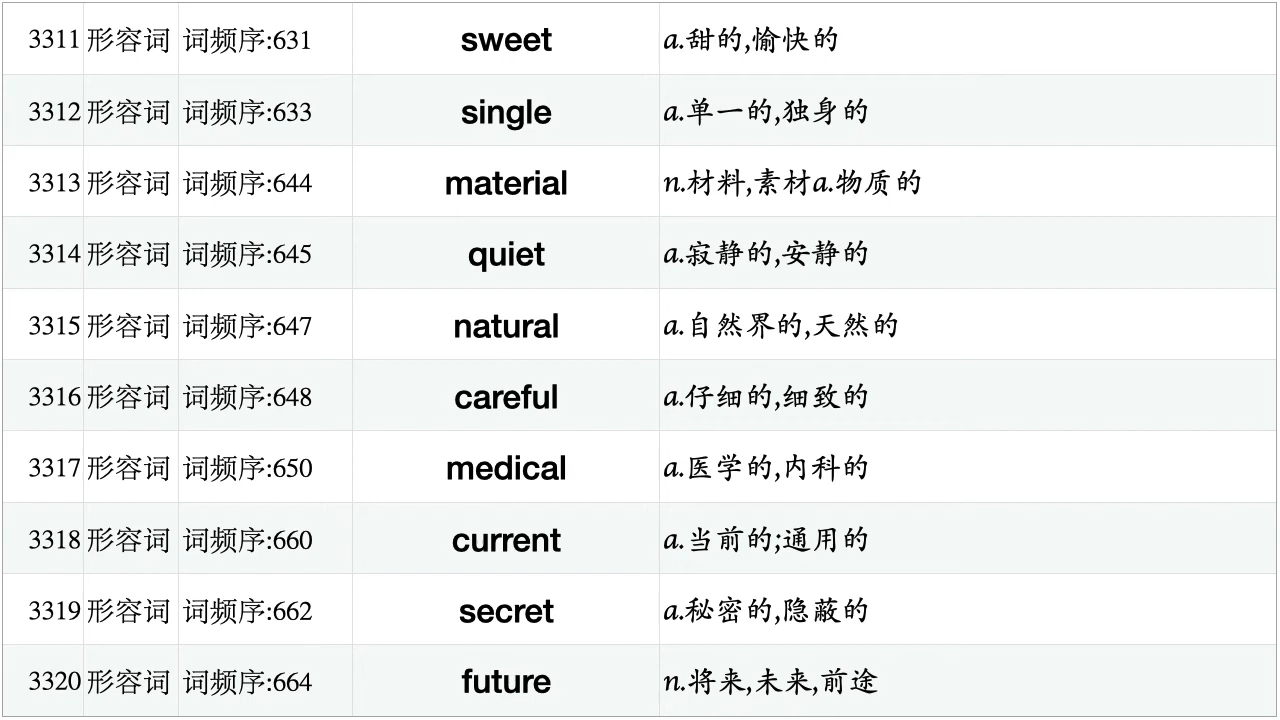 3311 形容词 词频序:631 sweet a.甜的,愉快的
3312 形容词 词频序:633 single a.单一的,独身的
3313 形容词 词频序:644 material n.材料,素材a.物质的
3314 形容词 词频序:645 quiet a.寂静的,安静的
3315 形容词 词频序:647 natural a.自然界的,天然的
3316 形容词 词频序:648 careful a.仔细的,细致的
3317 形容词 词频序:650 medical a.医学的,内科的
3318 形容词 词频序:660 current a.当前的;通用的
3319 形容词 词频序:662 secret a.秘密的,隐蔽的
3320 形容词 词频序:664 future n.将来,未来,前途